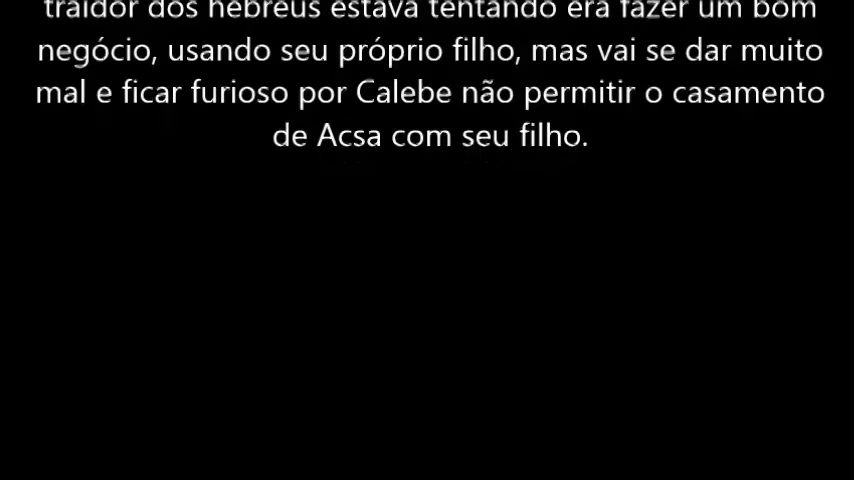 traidor dos hebreus estava tentando era fazer um bom
negócio, usando seu próprio filho, mas vai se dar muito
mal e ficar furioso por Calebe não permitir o casamento
de Acsa com seu filho.